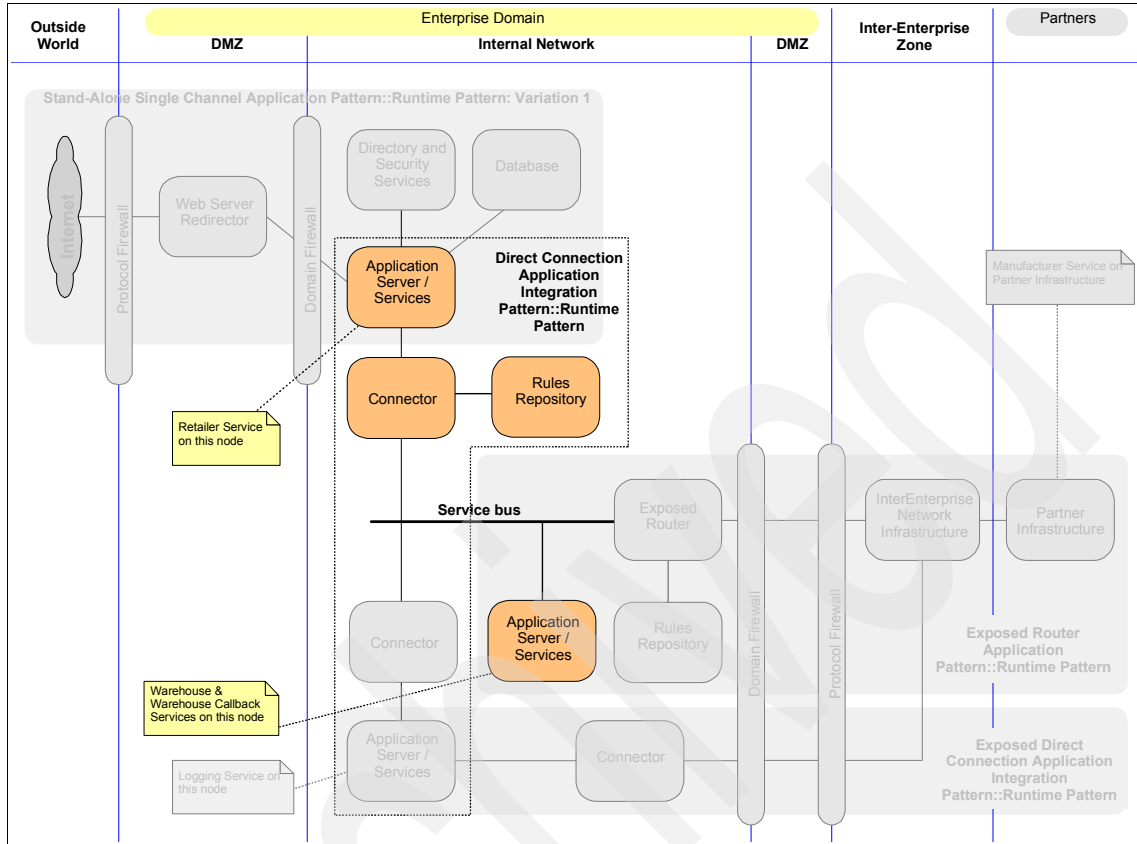 Enterprise Domain
Partners
Outside
World
DMZ
Internal Network
DMZ
Inter-Enterprise
Zone
Stand-Alone Single Channel Application Pattern::Runtime Pattern: Variation 1
Internet
Protocol Firewall
Web Server
Redirector
Domain Firewall
Directory and
Security
Services
Database
Application
Server /
Services
Direct Connection
Application
Integration
Pattern::Runtime
Pattern
Manufacturer Service on
Partner Infrastructure
Connector
Rules
Repository
Retailer Service
on this node
Service bus
Exposed
Router
InterEnterprise
Network
Infrastructure
Partner
Infrastructure
Connector
Application
Server /
Services
Rules
Repository
Domain Firewall
Protocol Firewall
Exposed Router
Application
Pattern::Runtime Pattern
Warehouse &
Warehouse Callback
Services on this node
Application
Server /
Services
Connector
Exposed Direct
Connection Application
Integration
Pattern::Runtime Pattern
Logging Service on
this node